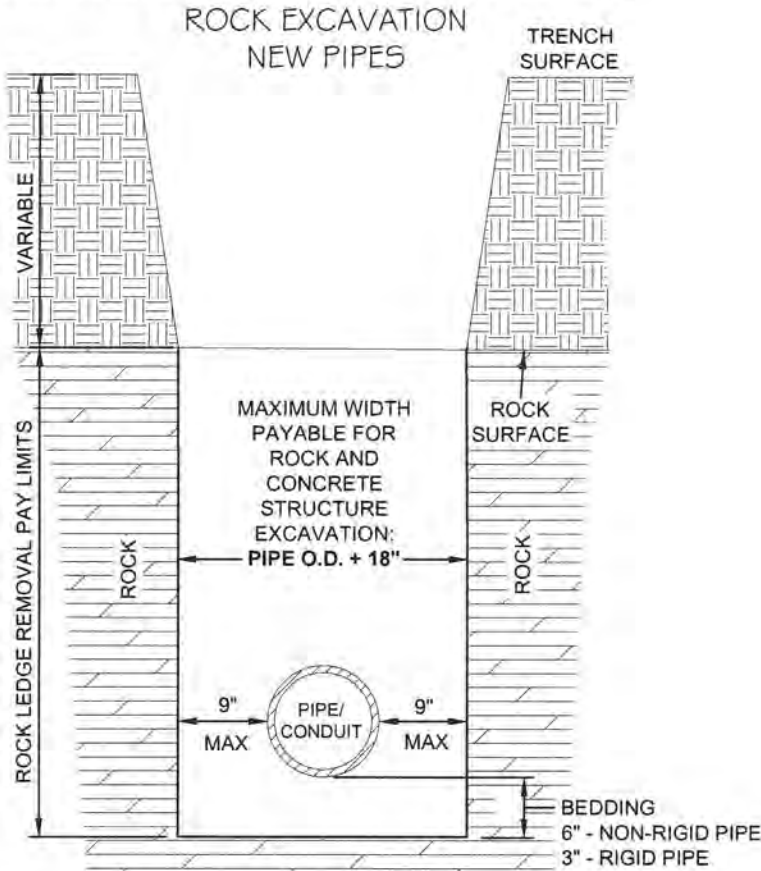 ROCK EXCAVATION
NEW PIPES
TRENCH
SURFACE
VARIABLE
MAXIMUM WIDTH
PAYABLE FOR
ROCK AND
CONCRETE
STRUCTURE
EXCAVATION:
PIPE O.D. + 18"
ROCK
SURFACE
ROCK LEDGE REMOVAL PAY LIMITS
ROCK
ROCK
9"
MAX
PIPE/
CONDUIT
9"
MAX
BEDDING
6" - NON-RIGID PIPE
3" - RIGID PIPE